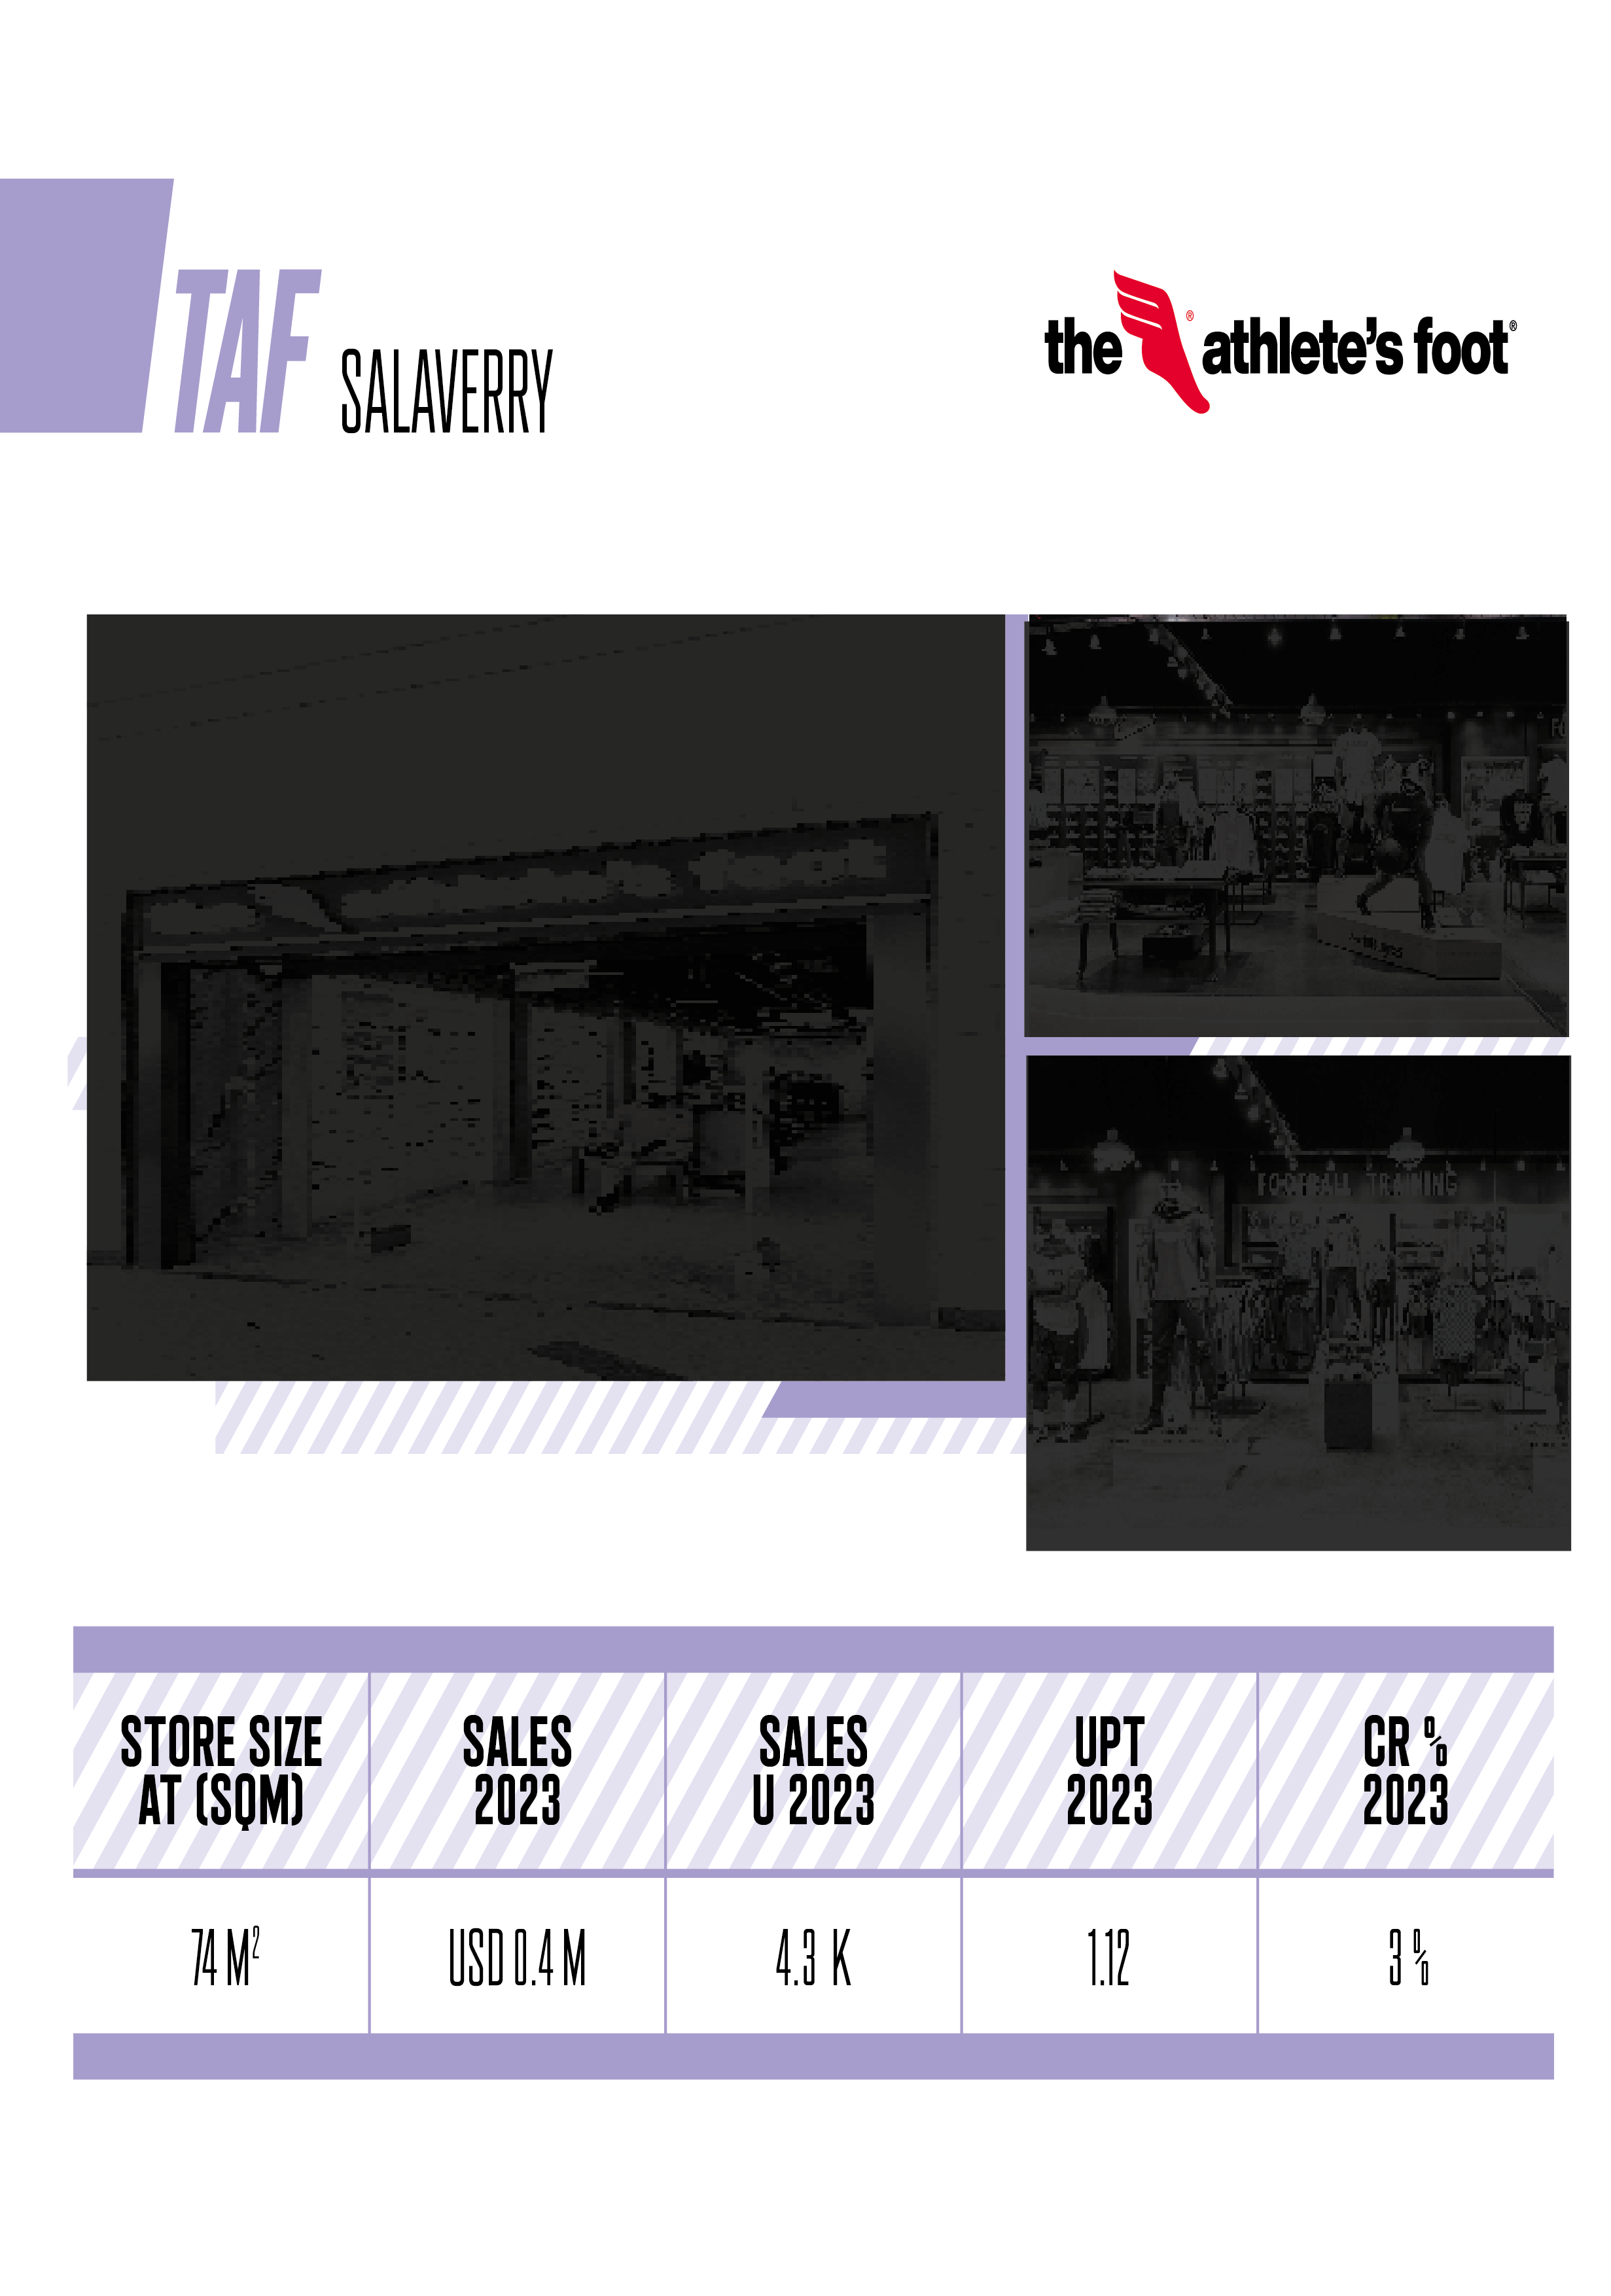 TAF SALAVERRY
the athlete's foot
FOOTBALL TRAINING
STORE SIZE
AT (SQM)
SALES
2023
SALES
U 2023
UPT
2023
CR %
2023
74 M²
USD 0.4 M
4.3 K
1.12
3 %